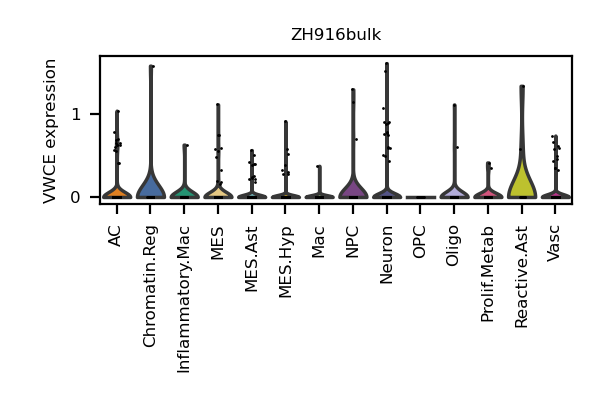 ZH916bulk
VWCE expression
1
0
AC
Chromatin.Reg
Inflammatory.Mac
MES
MES.Ast
MES.Hyp
Mac
NPC
Neuron
OPC
Oligo
Prolif.Metab
Reactive.Ast
Vasc